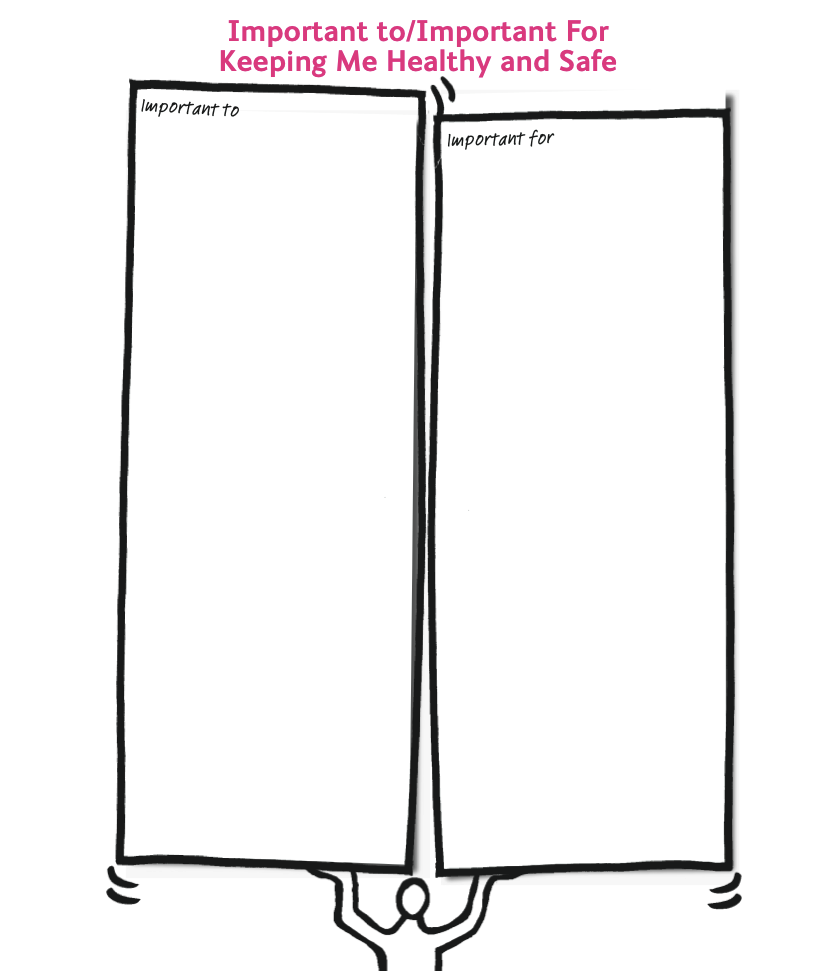 Important to/Important For
Keeping Me Healthy and Safe
Important to
Important for